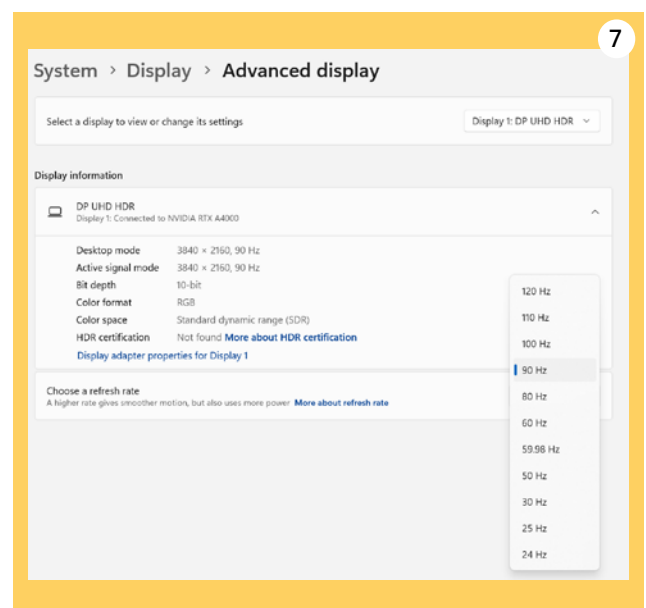 7
System > Display > Advanced display
Select a display to view or change its settings
Display 1: DP UHD HDR
Display information
DP UHD HDR
Display 1: Connected to NVIDIA RTX A4000
Desktop mode 3840 × 2160, 90 Hz
Active signal mode 3840 × 2160, 90 Hz
Bit depth 10-bit
Color format RGB
Color space Standard dynamic range (SDR)
HDR certification Not found More about HDR certification
Display adapter properties for Display 1
Choose a refresh rate
A higher rate gives smoother motion, but also uses more power More about refresh rate
120 Hz
110 Hz
100 Hz
90 Hz
80 Hz
60 Hz
59.98 Hz
50 Hz
30 Hz
25 Hz
24 Hz